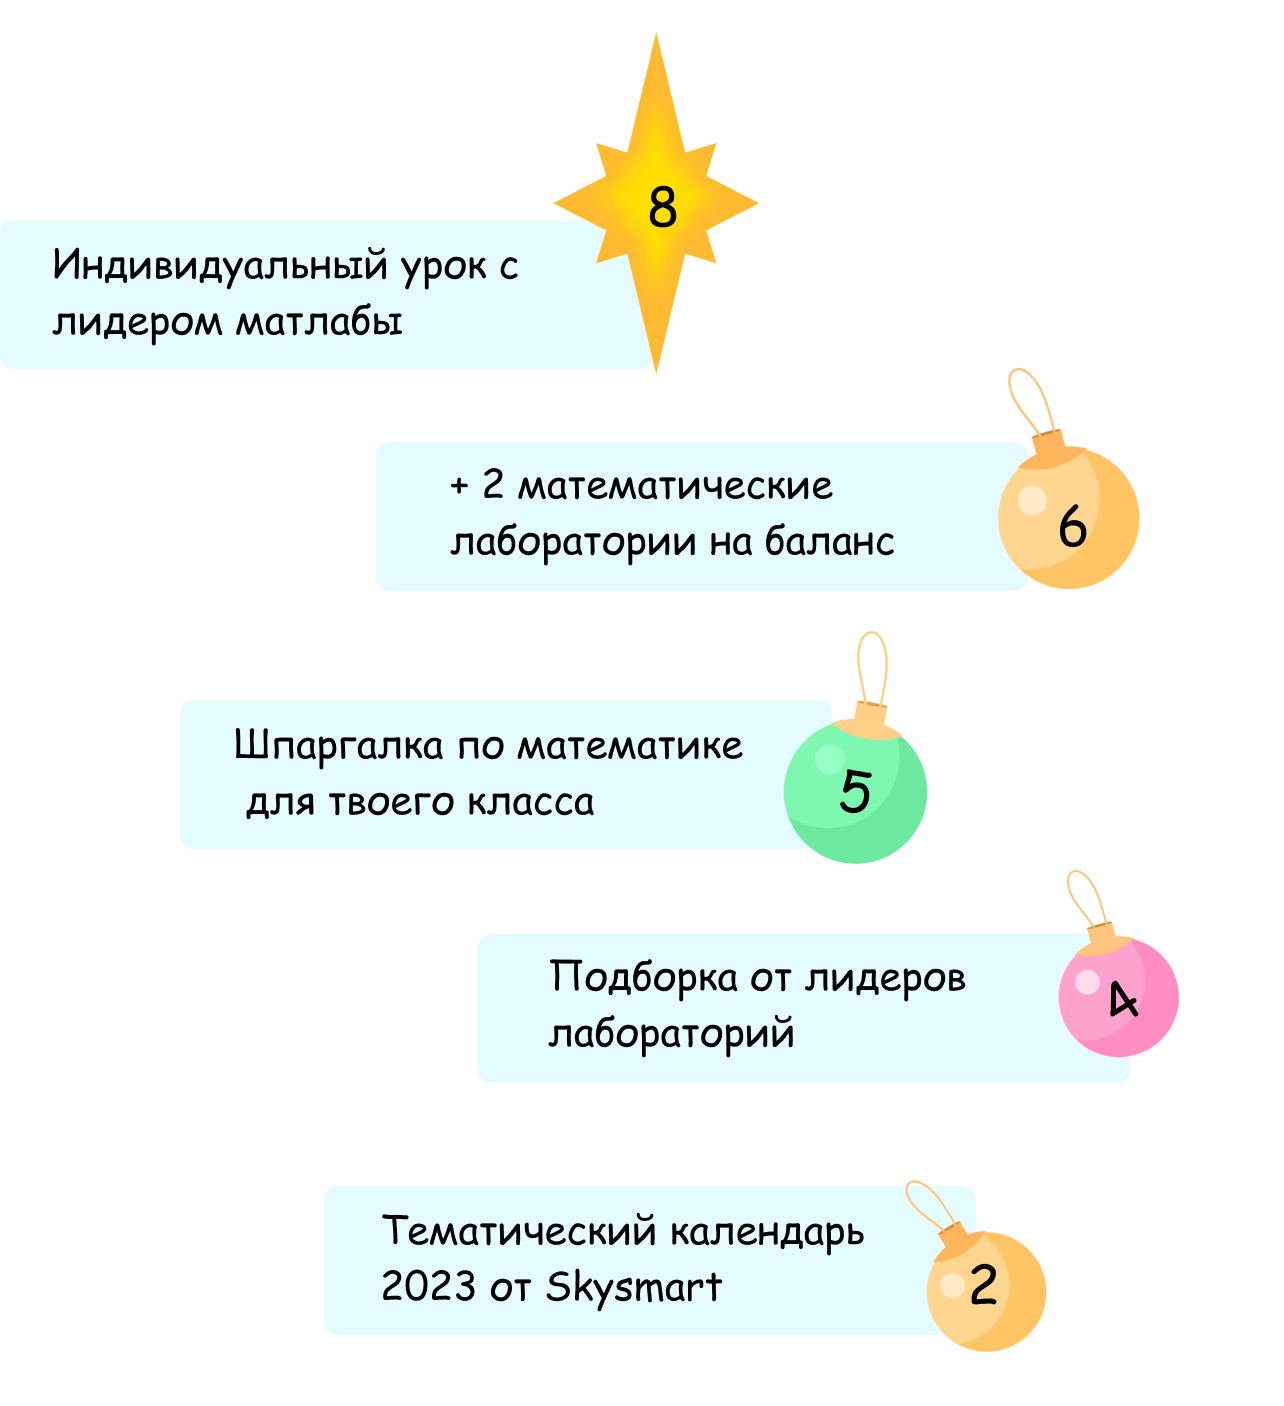 8
Индивидуальный урок с
лидером матлабы
+ 2 математические
лаборатории на баланс
6
Шпаргалка по математике
для твоего класса
5
Подборка от лидеров
лабораторий
4
Тематический календарь
2023 от Skysmart
2